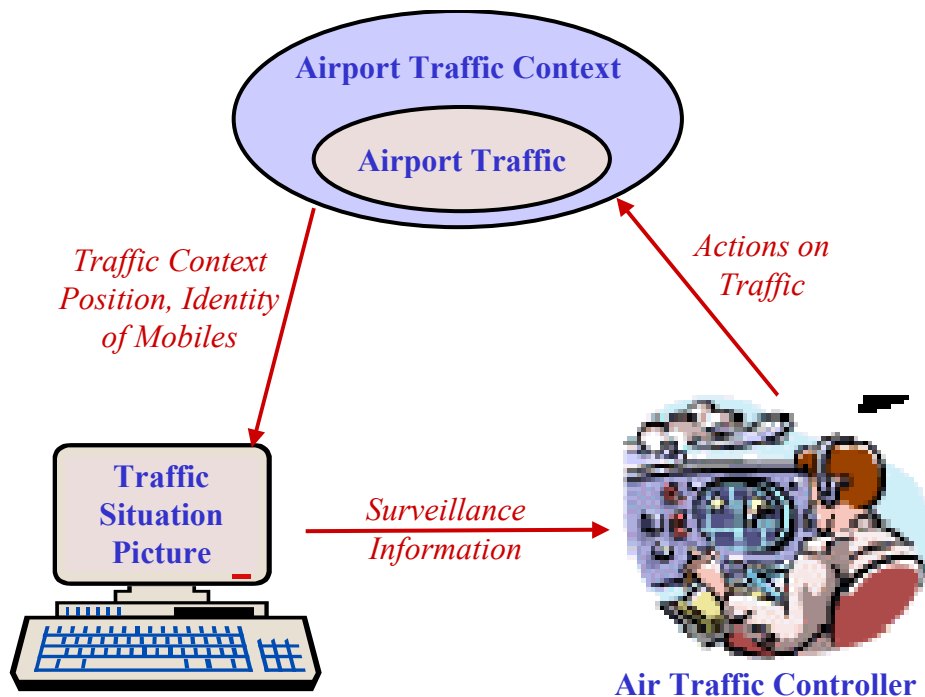 Airport Traffic Context
Airport Traffic
Traffic Context
Position, Identity
of Mobiles
Actions on
Traffic
Traffic
Situation
Picture
Surveillance
Information
Air Traffic Controller